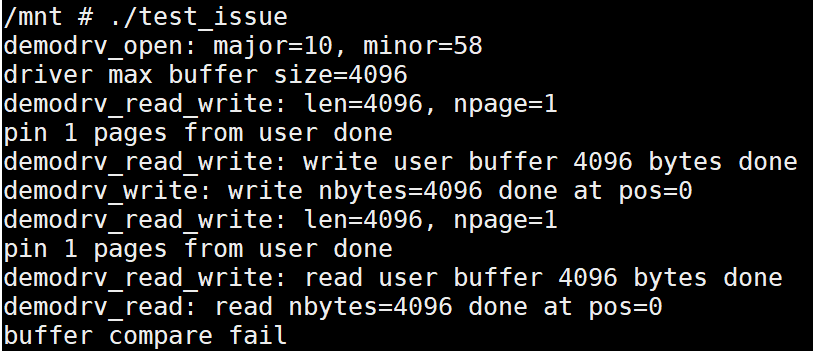 /mnt # ./test_issue
demodrv_open: major=10, minor=58
driver max buffer size=4096
demodrv_read_write: len=4096, npage=1
pin 1 pages from user done
demodrv_read_write: write user buffer 4096 bytes done
demodrv_write: write nbytes=4096 done at pos=0
demodrv_read_write: len=4096, npage=1
pin 1 pages from user done
demodrv_read_write: read user buffer 4096 bytes done
demodrv_read: read nbytes=4096 done at pos=0
buffer compare fail